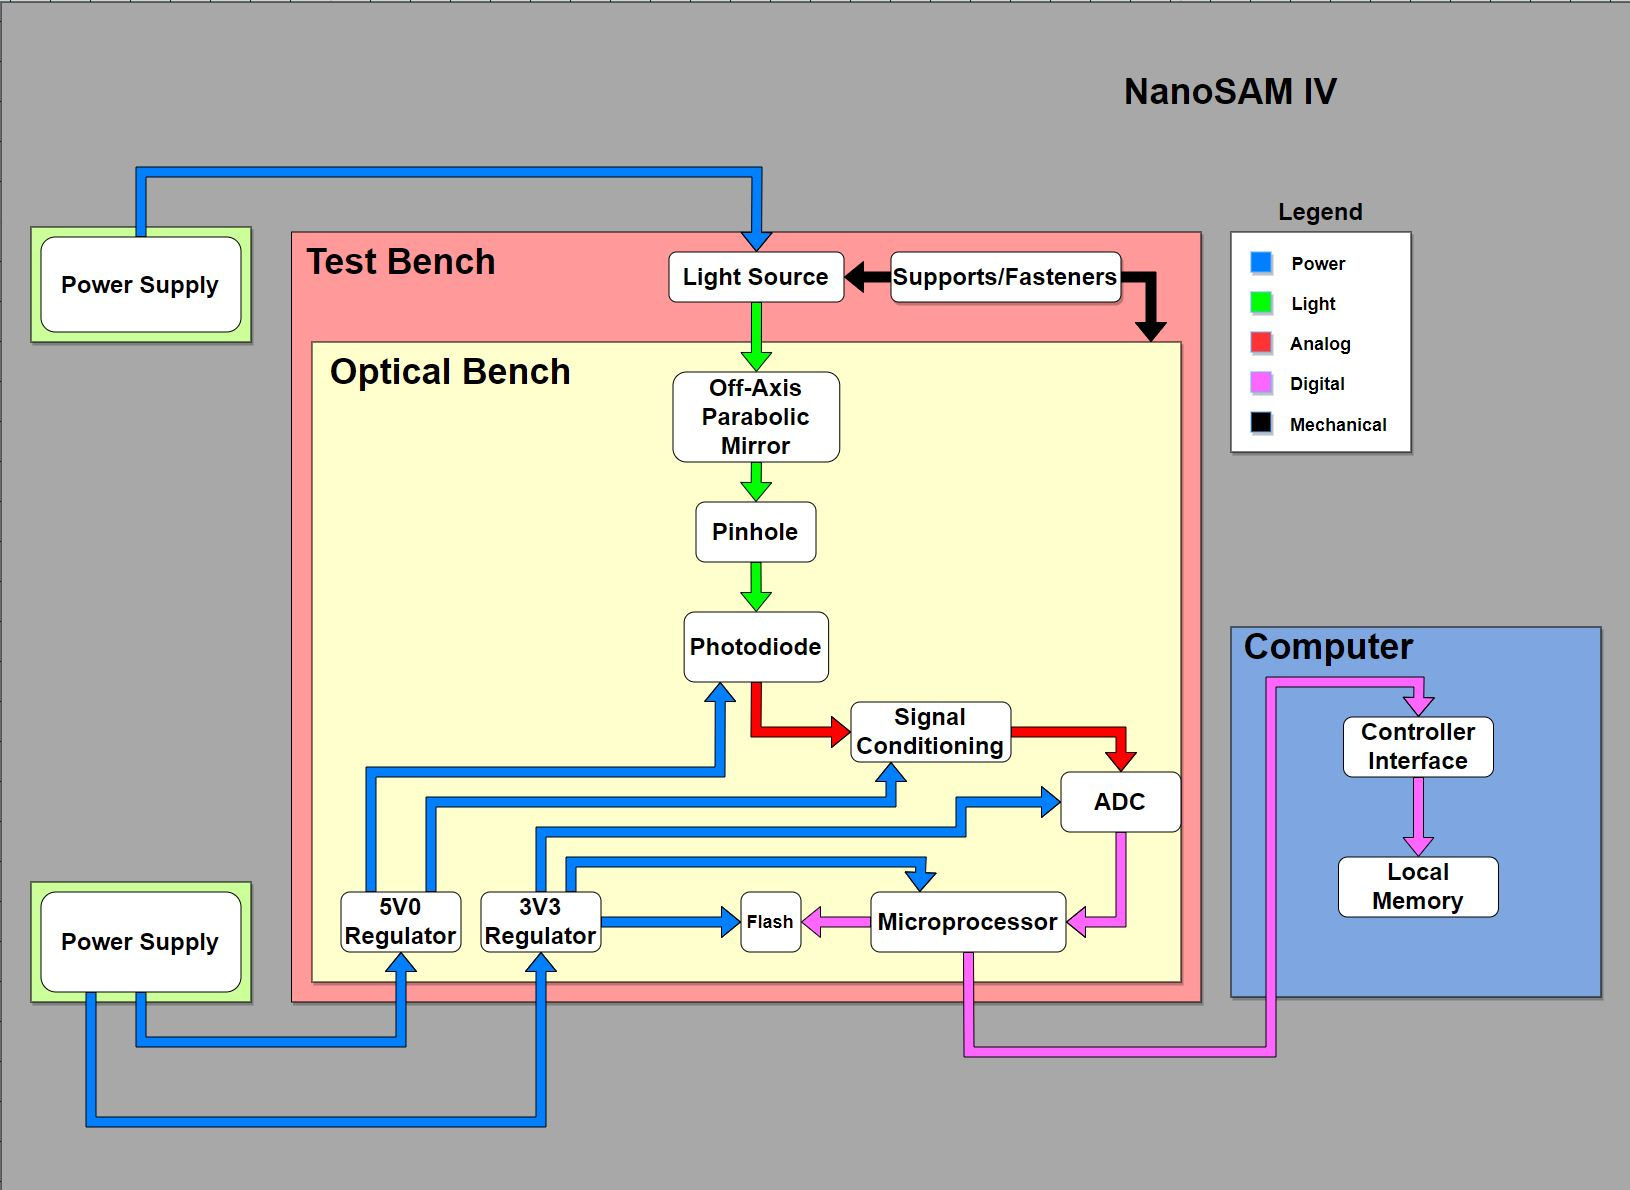 NanoSAM IV
Legend
Power
Light
Analog
Digital
Mechanical
Power Supply
Test Bench
Light Source
Supports/Fasteners
Optical Bench
Off-Axis
Parabolic
Mirror
Pinhole
Photodiode
Signal
Conditioning
ADC
5V0
Regulator
3V3
Regulator
Flash
Microprocessor
Power Supply
Computer
Controller
Interface
Local
Memory